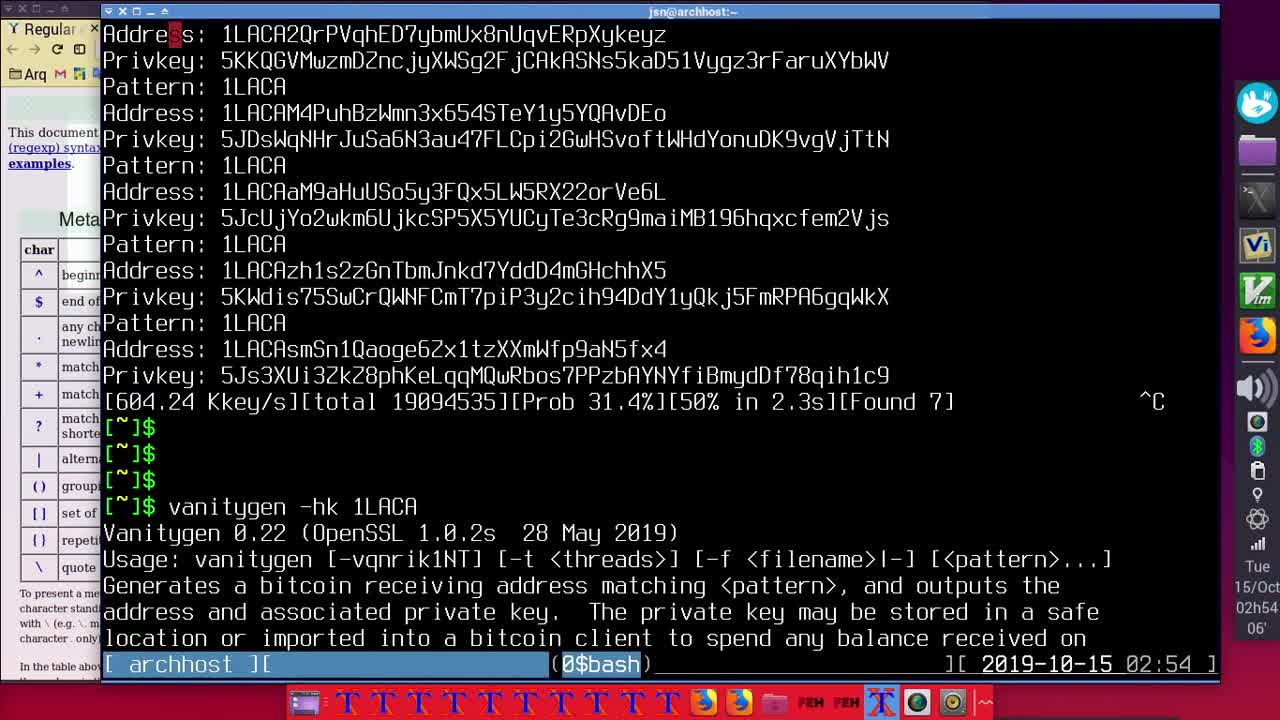 jsn@archhost:~
Address: 1LACA2QrPVqhED7ybmUx8nUqvERpXykeyz
Privkey: 5KKQGVMwzmDZncjyXWSg2FjCAkASNs5kaD51Vygz3rFaruXYbWV
Pattern: 1LACA
Address: 1LACAM4PuhBzWmn3x654STeY1y5YQAvDEo
Privkey: 5JDsWqNHrJuSa6N3au47FLCpi2GwHSvoftWHdYonuDK9vgVjTtN
Pattern: 1LACA
Address: 1LACAaM9aHuUSo5y3FQx5LW5RX22orVe6L
Privkey: 5JcUjYo2wkm6UjkcSP5X5YUCyTe3cRg9maiMB196hqxcfem2Vjs
Pattern: 1LACA
Address: 1LACAzh1s2zGnTbmJnkd7YddD4mGHchhX5
Privkey: 5KWdis75SwCrQWNFCmT7piP3y2cih94DdY1yQkj5FmRPA6gqWkX
Pattern: 1LACA
Address: 1LACAsmSn1Qaoge6Zx1tzXXmWfp9aN5fx4
Privkey: 5Js3XUi3ZkZ8phKeLqqMQwRbos7PPzbAYNYfiBmydDf78qih1c9
[604.24 Kkey/s][total 19094535][Prob 31.4%][50% in 2.3s][Found 7] ^C
[~]$
[~]$
[~]$
[~]$ vanitygen -hk 1LACA
Vanitygen 0.22 (OpenSSL 1.0.2s  28 May 2019)
Usage: vanitygen [-vqnrik1NT] [-t <threads>] [-f <filename>|-] [<pattern>...]
Generates a bitcoin receiving address matching <pattern>, and outputs the
address and associated private key.  The private key may be stored in a safe
location or imported into a bitcoin client to spend any balance received on
[ archhost ][ (0$bash) ][ 2019-10-15 02:54 ]
Regular
Arq
This document
(regexp) synta
examples.
Meta
char
^ beginn
$ end of
. any ch
newlin
* match
+ match
? match
shorte
| altern
( ) groupi
[ ] set of
{ } repetit
\ quote
To present a me
character stand
with \ (e.g. \. m
character . only
In the table abov
Tue
15/Oct
02h54
06'
FEH
FEH